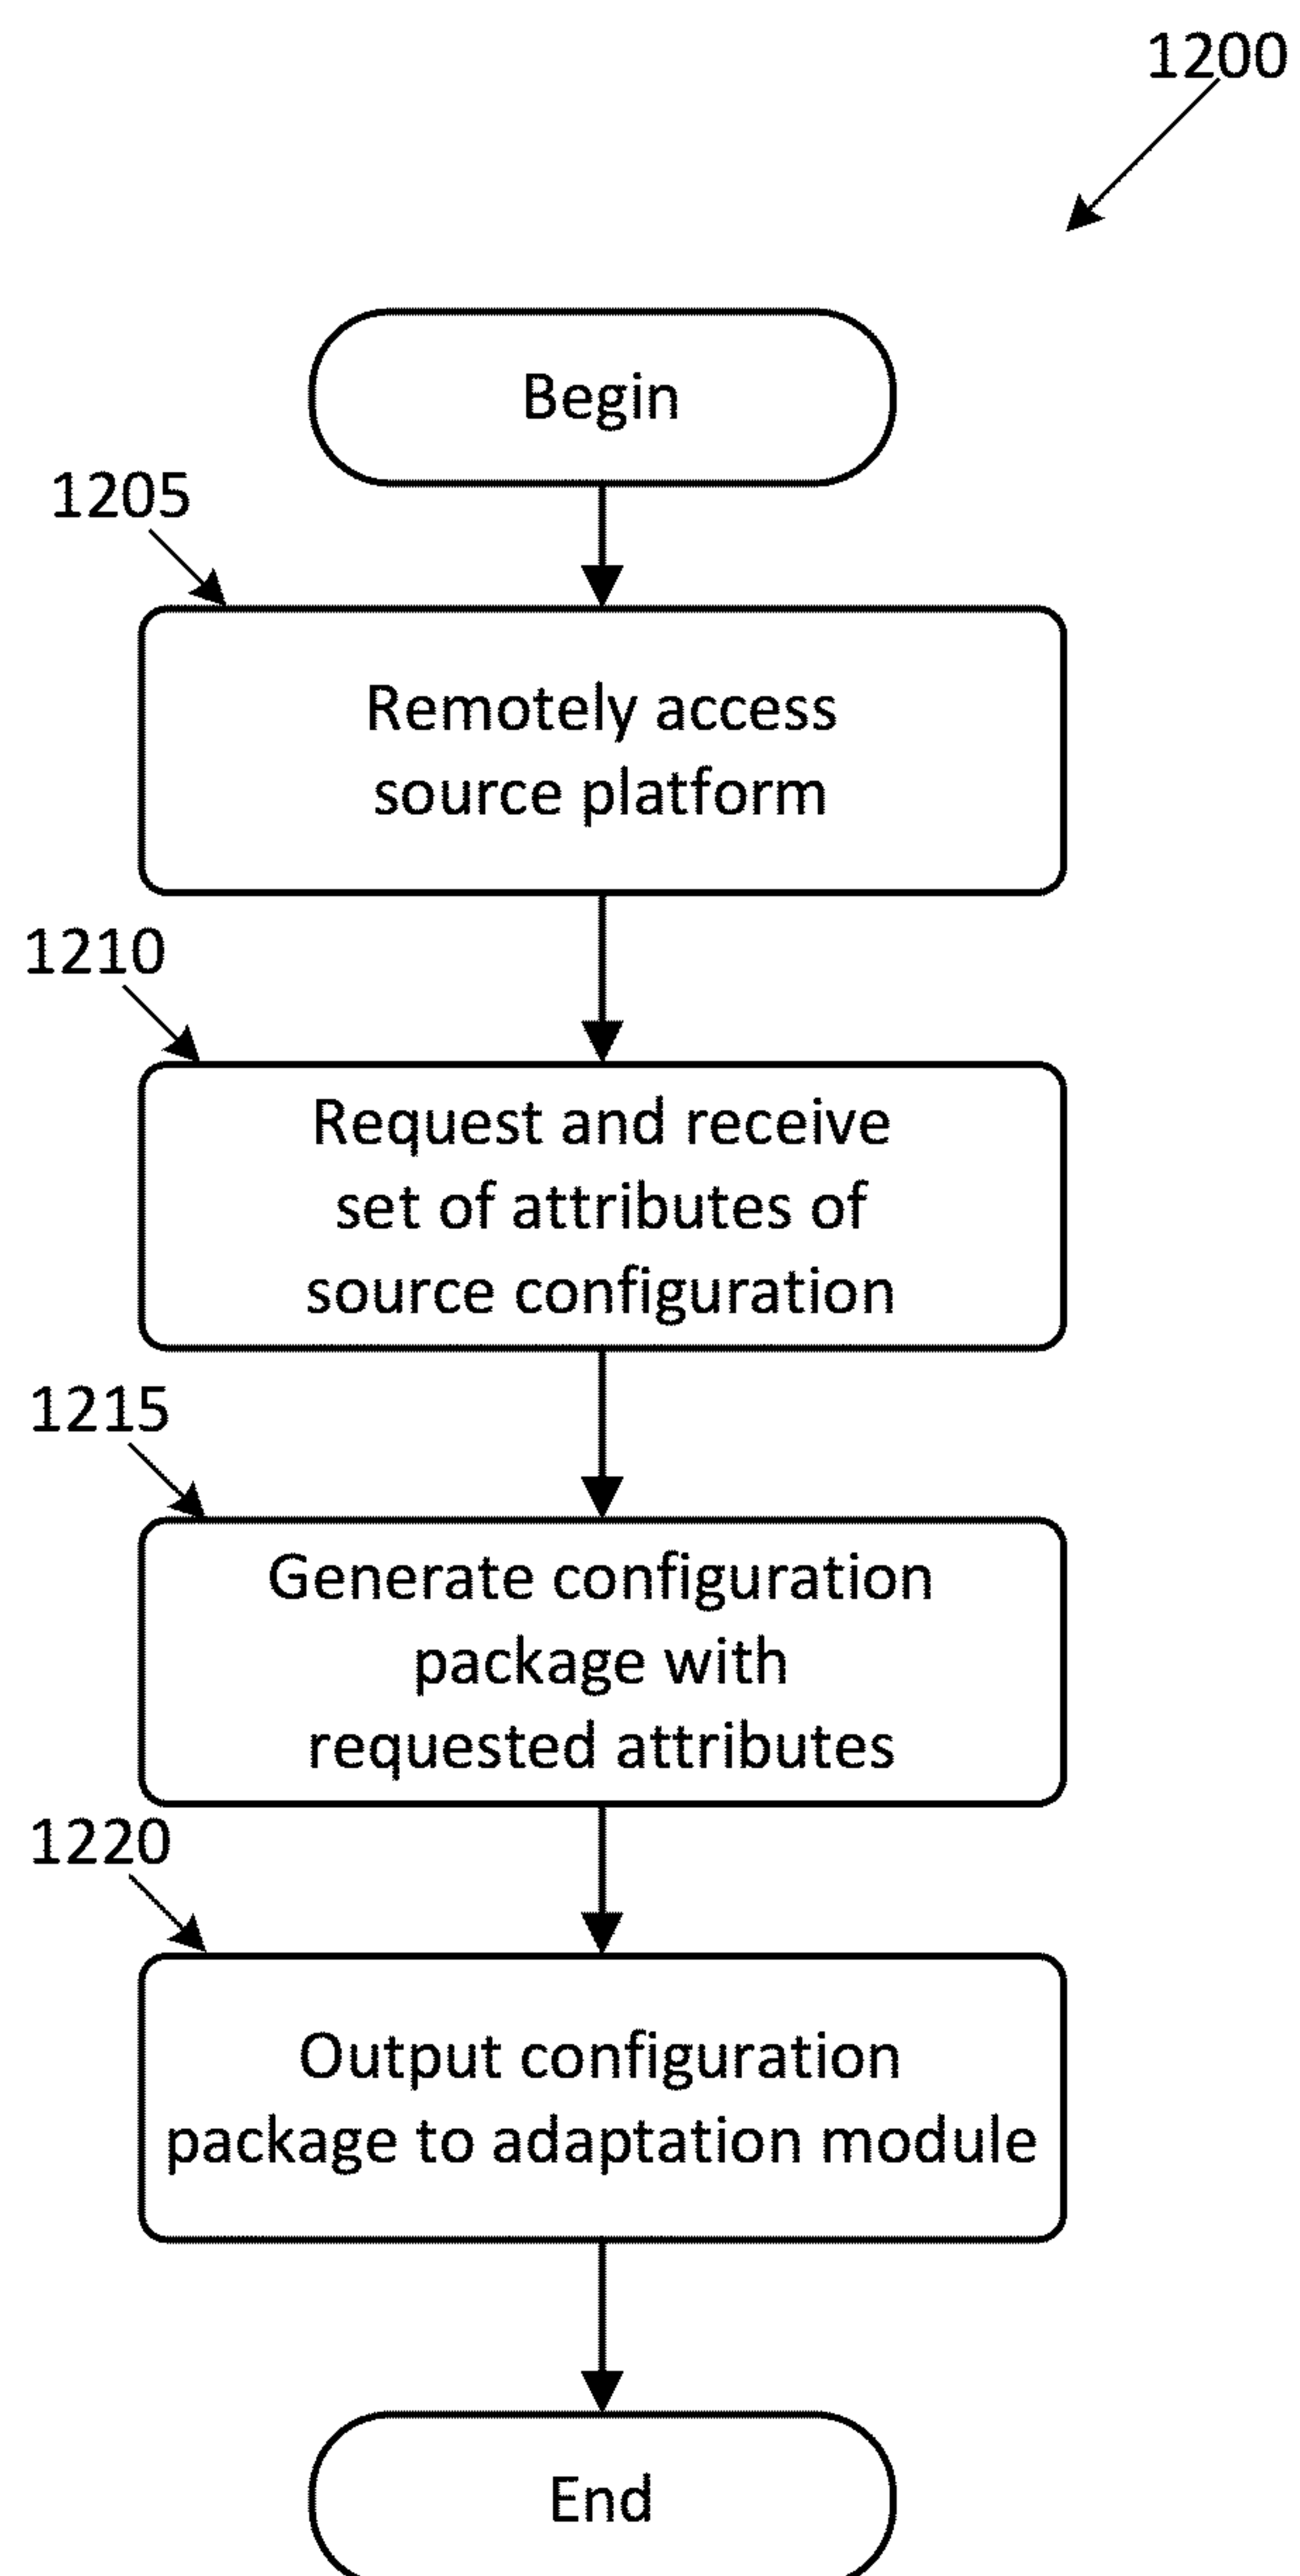 1200
Begin
1205
Remotely access
source platform
1210
Request and receive
set of attributes of
source configuration
1215
Generate configuration
package with
requested attributes
1220
Output configuration
package to adaptation module
End